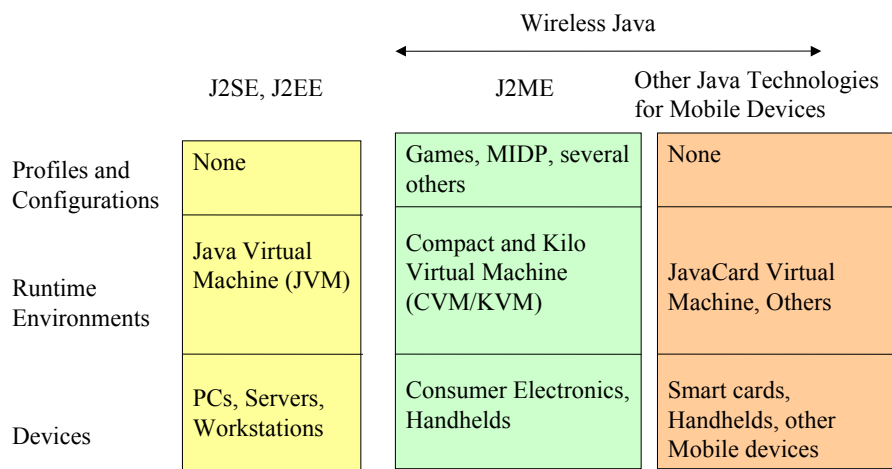 Wireless Java
J2SE, J2EE
J2ME
Other Java Technologies
for Mobile Devices
Profiles and
Configurations
None
Games, MIDP, several
others
None
Runtime
Environments
Java Virtual
Machine (JVM)
Compact and Kilo
Virtual Machine
(CVM/KVM)
JavaCard Virtual
Machine, Others
Devices
PCs, Servers,
Workstations
Consumer Electronics,
Handhelds
Smart cards,
Handhelds, other
Mobile devices